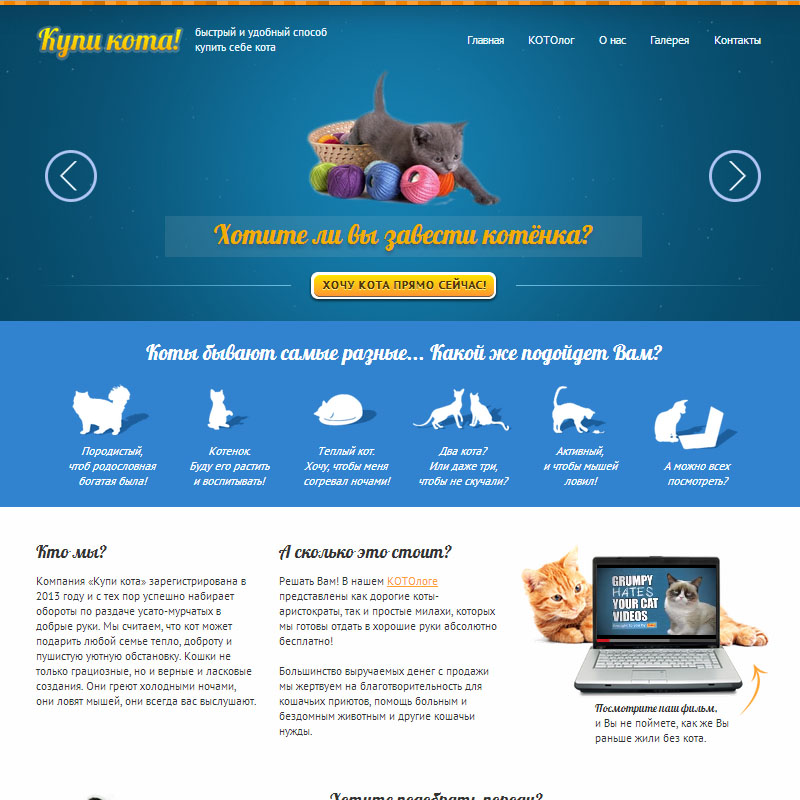 Купи кота!
быстрый и удобный способ
купить себе кота
Главная КОТОлог О нас Галерея Контакты
Хотите ли вы завести котёнка?
ХОЧУ КОТА ПРЯМО СЕЙЧАС!
Коты бывают самые разные... Какой же подойдет Вам?
Породистый,
чтоб родословная
богатая была!
Котенок.
Буду его растить
и воспитывать!
Теплый кот.
Хочу, чтобы меня
согревал ночами!
Два кота?
Или даже три,
чтобы не скучали?
Активный,
и чтобы мышей
ловил!
А можно всех
посмотреть?
Кто мы?
Компания «Купи кота» зарегистрирована в
2013 году и с тех пор успешно набирает
обороты по раздаче усато-мурчатых в
добрые руки. Мы считаем, что кот может
подарить любой семье тепло, доброту и
пушистую уютную обстановку. Кошки не
только грациозные, но и верные и ласковые
создания. Они греют холодными ночами,
они ловят мышей, они всегда вас выслушают.
А сколько это стоит?
Решать Вам! В нашем КОТОлоге
представлены как дорогие коты-
аристократы, так и простые милахи, которых
мы готовы отдать в хорошие руки абсолютно
бесплатно!
Большинство выручаемых денег с продажи
мы жертвуем на благотворительность для
кошачьих приютов, помощь больным и
бездомным животном и другие кошачьи
нужды.
GRUMPY
HATES
YOUR CAT
VIDEOS
Посмотрите наш фильм,
и Вы не поймете, как же Вы
раньше жили без кота.
Хотите подобрать породу?